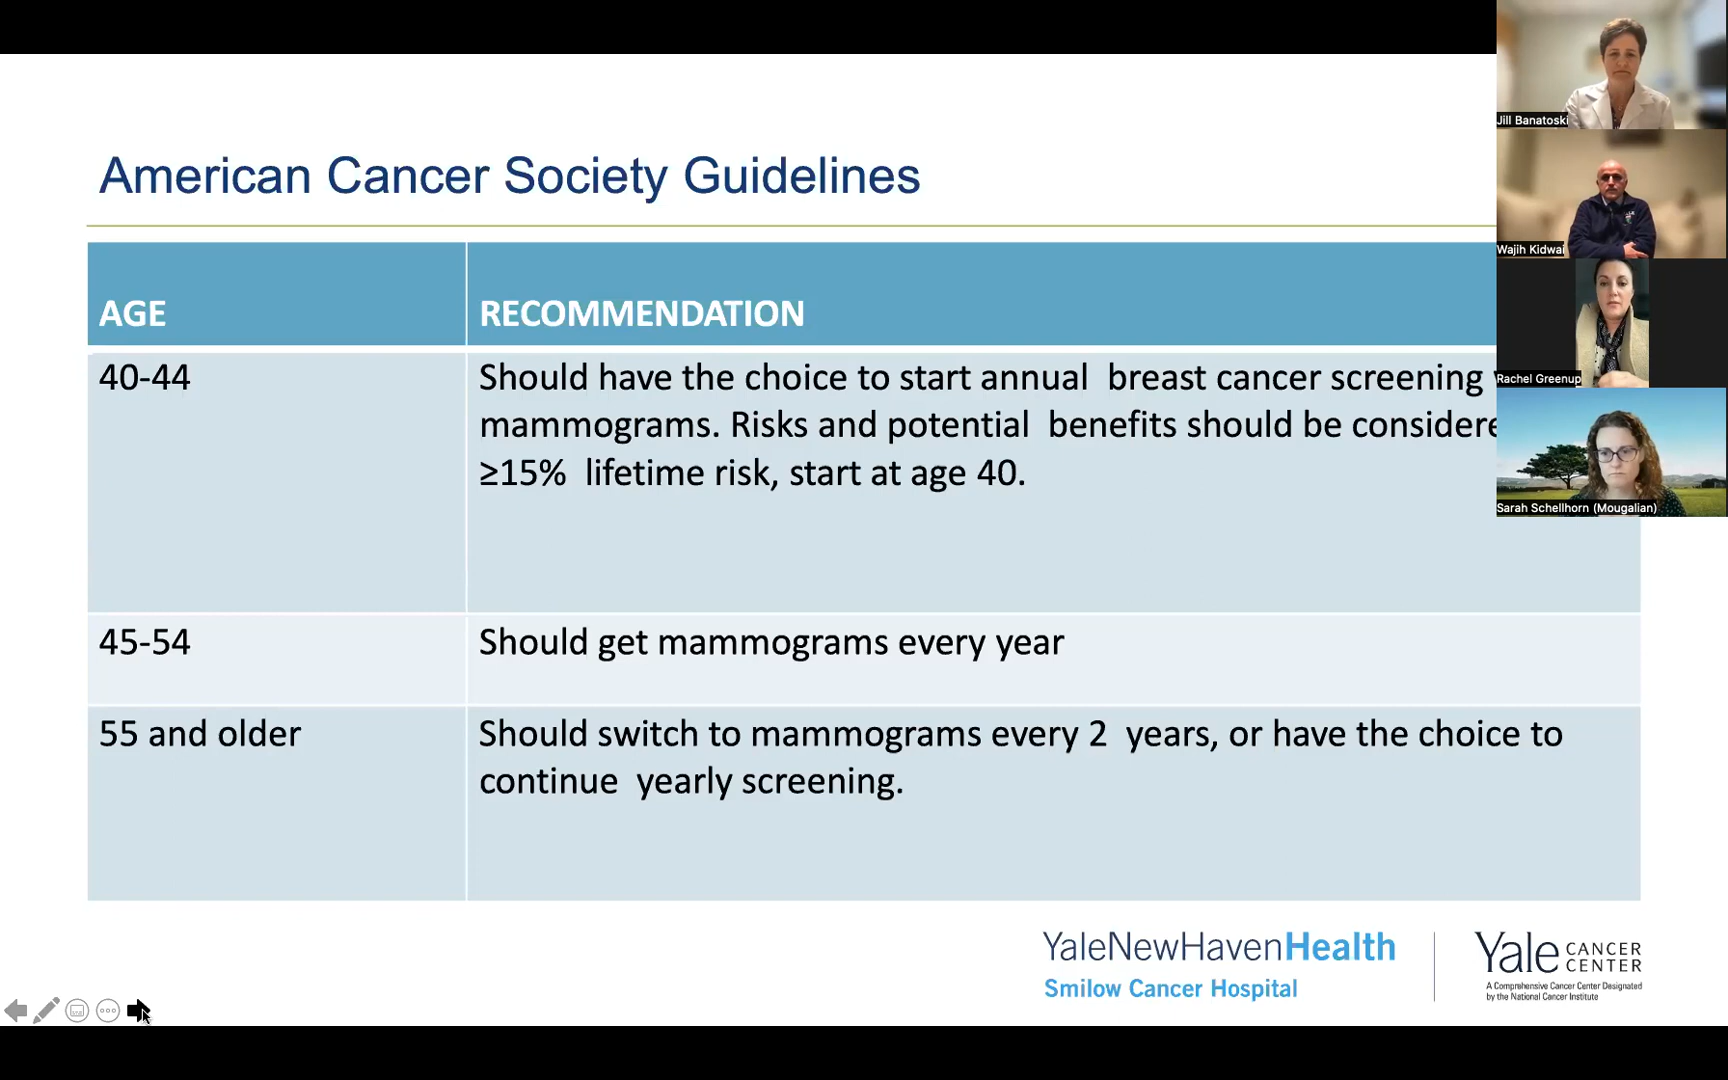 American Cancer Society Guidelines
AGE
RECOMMENDATION
40-44
Should have the choice to start annual breast cancer screening
mammograms. Risks and potential benefits should be
≥15% lifetime risk, start at age 40.
45-54
Should get mammograms every year
55 and older
Should switch to mammograms every 2 years, or have the choice to
continue yearly screening.
Jill Banatoski
Wajih Kidwai
Rachel Greenup
Sarah Schellhorn (Mougalian)
YaleNewHavenHealth
Smilow Cancer Hospital
Yale CANCER CENTER
A Comprehensive Cancer Center Designated
by the National Cancer Institute